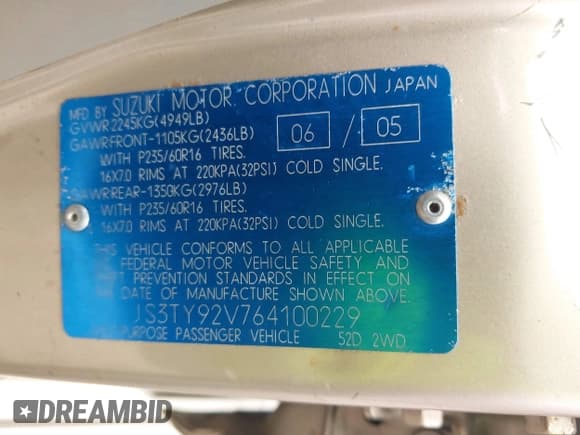 MFD BY SUZUKI MOTOR CORPORATION JAPAN
GVWR 2245KG(4949LB)
GAWR:FRONT-1105KG(2436LB) 06 / 05
WITH P235/60R16 TIRES.
16X7.0 RIMS AT 220KPA(32PSI) COLD SINGLE.
GAWR:REAR-1350KG(2976LB)
WITH P235/60R16 TIRES.
16X7.0 RIMS AT 220KPA(32PSI) COLD SINGLE.
THIS VEHICLE CONFORMS TO ALL APPLICABLE
FEDERAL MOTOR VEHICLE SAFETY AND
PREVENTION STANDARDS IN EFFECT ON
THE DATE OF MANUFACTURE SHOWN ABOVE.
JS3TY92V764100229
PURPOSE PASSENGER VEHICLE 52D 2WD
DREAMBID